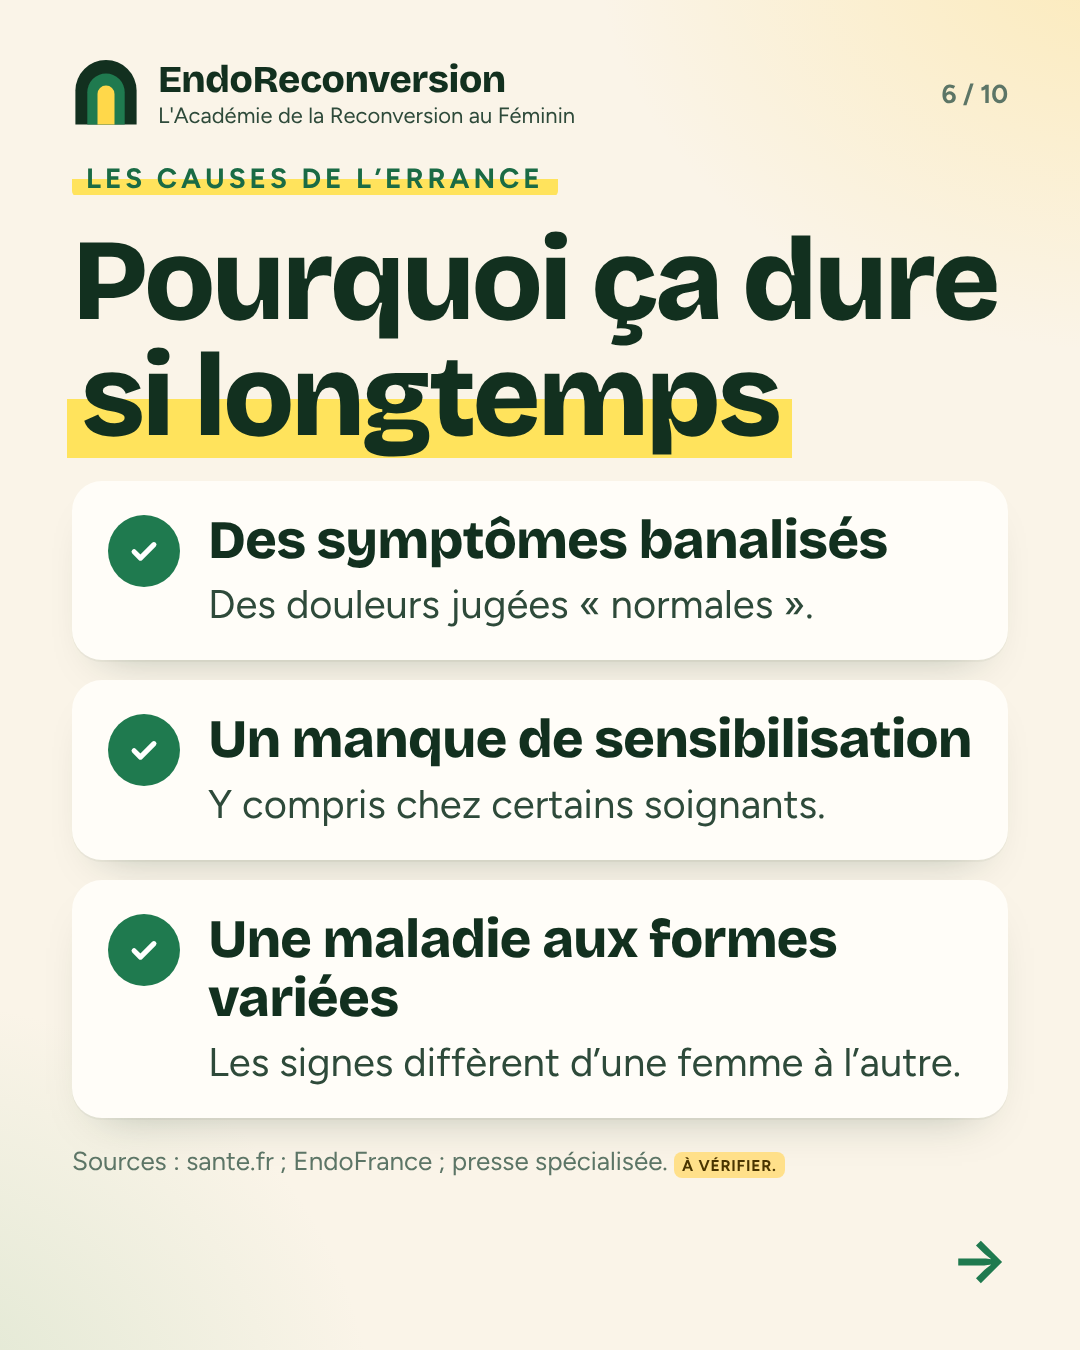 EndoReconversion
L'Académie de la Reconversion au Féminin
6 / 10
LES CAUSES DE L’ERRANCE
Pourquoi ça dure
si longtemps
Des symptômes banalisés
Des douleurs jugées « normales ».
Un manque de sensibilisation
Y compris chez certains soignants.
Une maladie aux formes
variées
Les signes diffèrent d’une femme à l’autre.
Sources : sante.fr ; EndoFrance ; presse spécialisée. À VÉRIFIER.